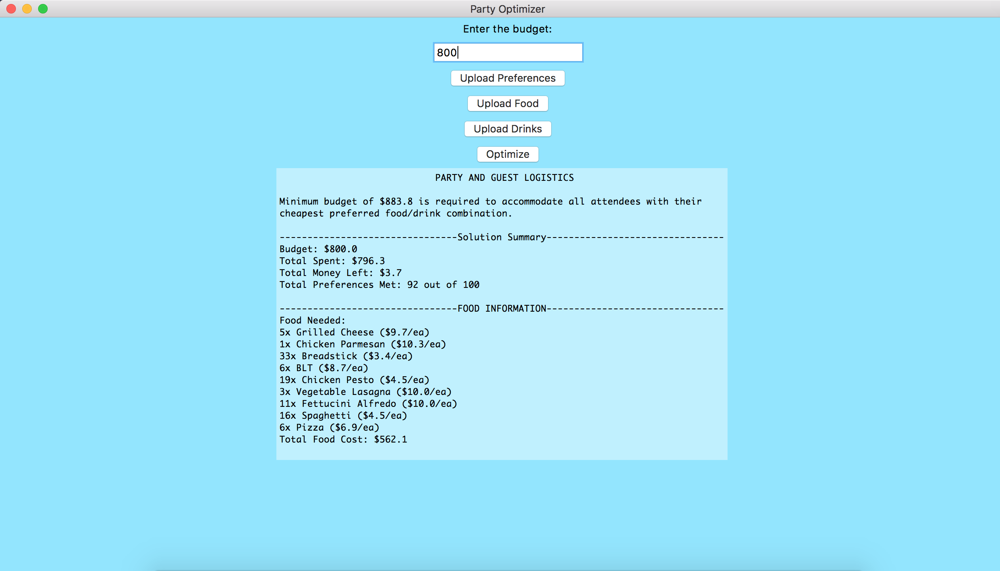 Party Optimizer
Enter the budget:
800
Upload Preferences
Upload Food
Upload Drinks
Optimize
PARTY AND GUEST LOGISTICS
Minimum budget of $883.8 is required to accommodate all attendees with their
cheapest preferred food/drink combination.
--------------------------------Solution Summary--------------------------------
Budget: $800.0
Total Spent: $796.3
Total Money Left: $3.7
Total Preferences Met: 92 out of 100
--------------------------------FOOD INFORMATION--------------------------------
Food Needed:
5x Grilled Cheese ($9.7/ea)
1x Chicken Parmesan ($10.3/ea)
33x Breadstick ($3.4/ea)
6x BLT ($8.7/ea)
19x Chicken Pesto ($4.5/ea)
3x Vegetable Lasagna ($10.0/ea)
11x Fettucini Alfredo ($10.0/ea)
16x Spaghetti ($4.5/ea)
6x Pizza ($6.9/ea)
Total Food Cost: $562.1